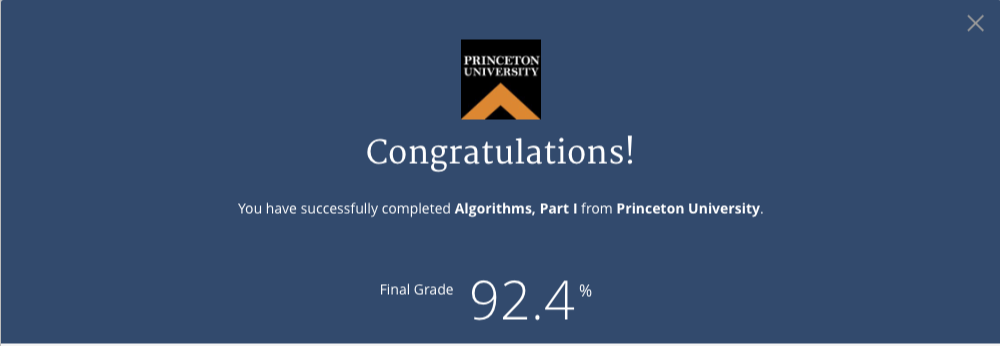 PRINCETON
UNIVERSITY
Congratulations!
You have successfully completed Algorithms, Part I from Princeton University.
Final Grade 92.4 %